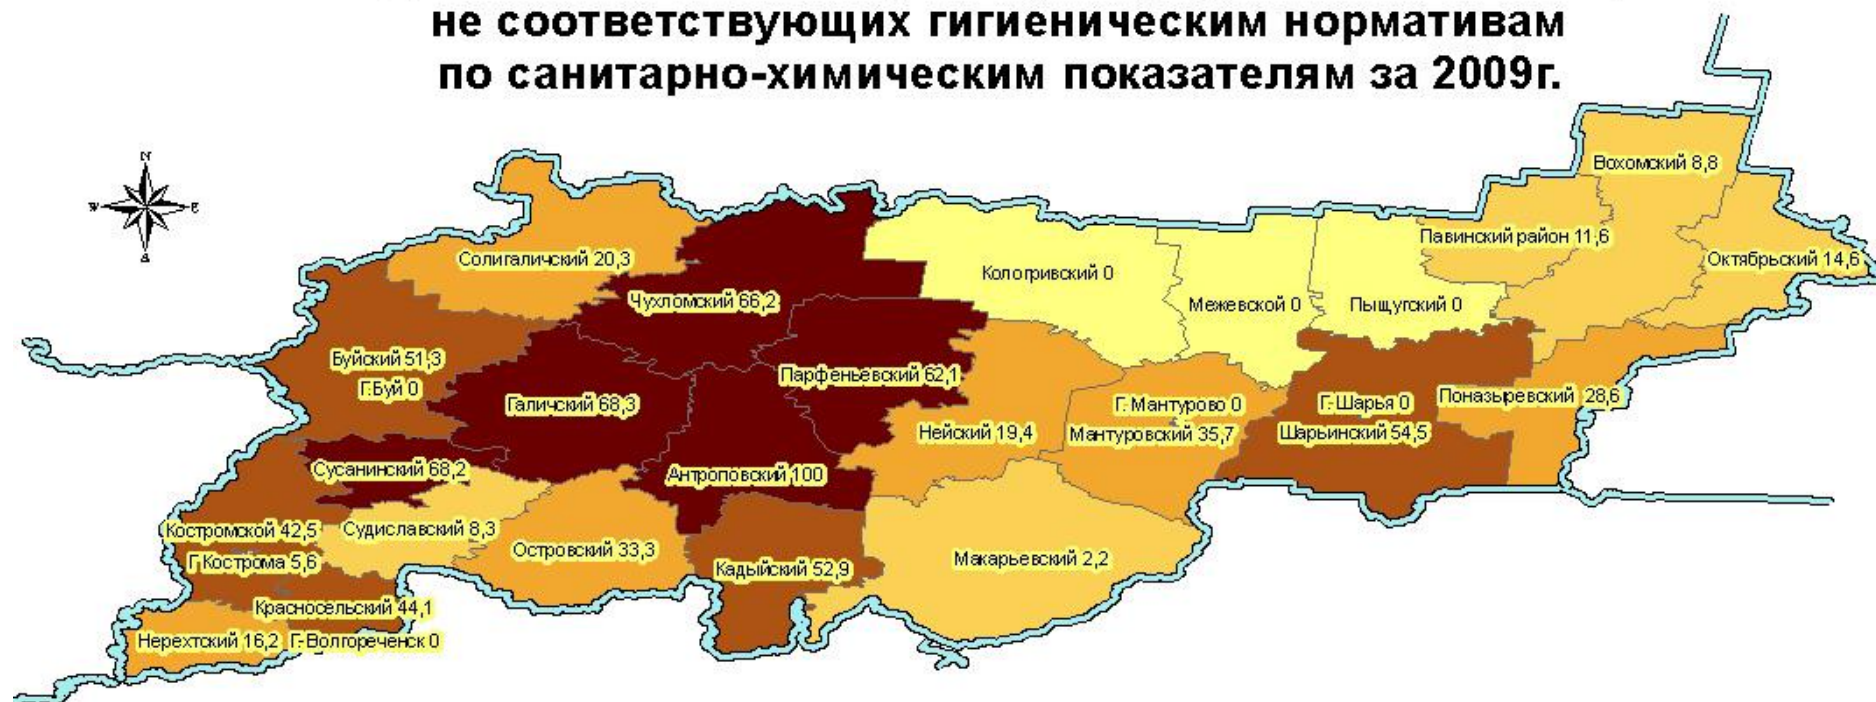 не соответствующих гигиеническим нормативам
по санитарно-химическим показателям за 2009г.
N
W E
Вохомский 8,8
Павинский район 11,6
Октябрьский 14,6
Солигаличский 20,3
Кологривский 0
Чухломский 66,2
Межевской 0
Пыщугский 0
Буйский 51,3
Г.Буй 0
Парфеньевский 62,1
Галичский 68,3
Г. Мантурово 0
Г. Шарья 0
Поназыревский 28,6
Нейский 19,4
Мантуровский 35,7
Шарьинский 54,5
Сусанинский 68,2
Антроповский 100
Костромской 42,5
Судиславский 8,3
Островский 33,3
Г Кострома 5,6
Кадыйский 52,9
Макарьевский 2,2
Красносельский 44,1
Нерехтский 16,2
Г. Волгореченск 0